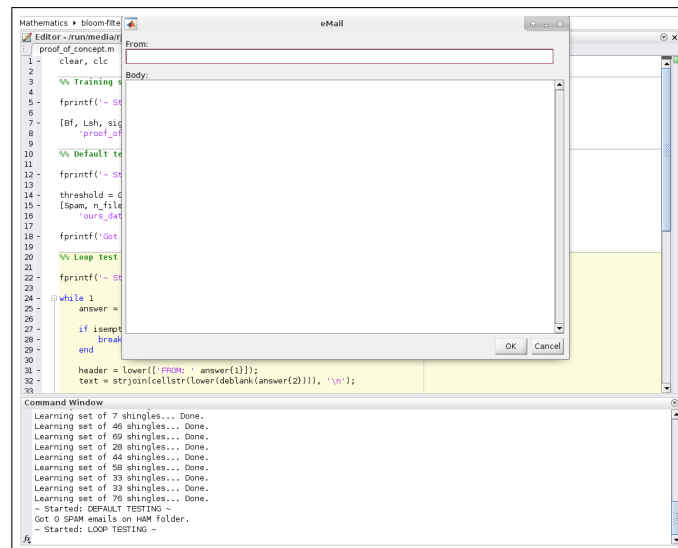 Mathematics ▸ bloom-filte
eMail
Editor - /run/media/rj
proof_of_concept.m
From:
Body:
1 - clear, clc
2
3 %% Training s
4
5 - fprintf('~ St
6
7 - [Bf, Lsh, sig
8 'proof_of
9
10 %% Default te
11
12 - fprintf('~ St
13
14 - threshold = G
15 - [Spam, n_file
16 'ours_dat
17
18 - fprintf('Got
19
20 %% Loop test
21
22 - fprintf('~ St
23
24 - while 1
25 - answer =
26
27 - if isempt
28 - break
29 - end
30
31 - header = lower(['FROM: ' answer{1}]);
32 - text = strjoin(cellstr(lower(deblank(answer{2}))), '\n');
33
OK Cancel
Command Window
Learning set of 7 shingles... Done.
Learning set of 46 shingles... Done.
Learning set of 69 shingles... Done.
Learning set of 28 shingles... Done.
Learning set of 44 shingles... Done.
Learning set of 58 shingles... Done.
Learning set of 33 shingles... Done.
Learning set of 33 shingles... Done.
Learning set of 76 shingles... Done.
~ Started: DEFAULT TESTING ~
Got 0 SPAM emails on HAM folder.
~ Started: LOOP TESTING ~
fx